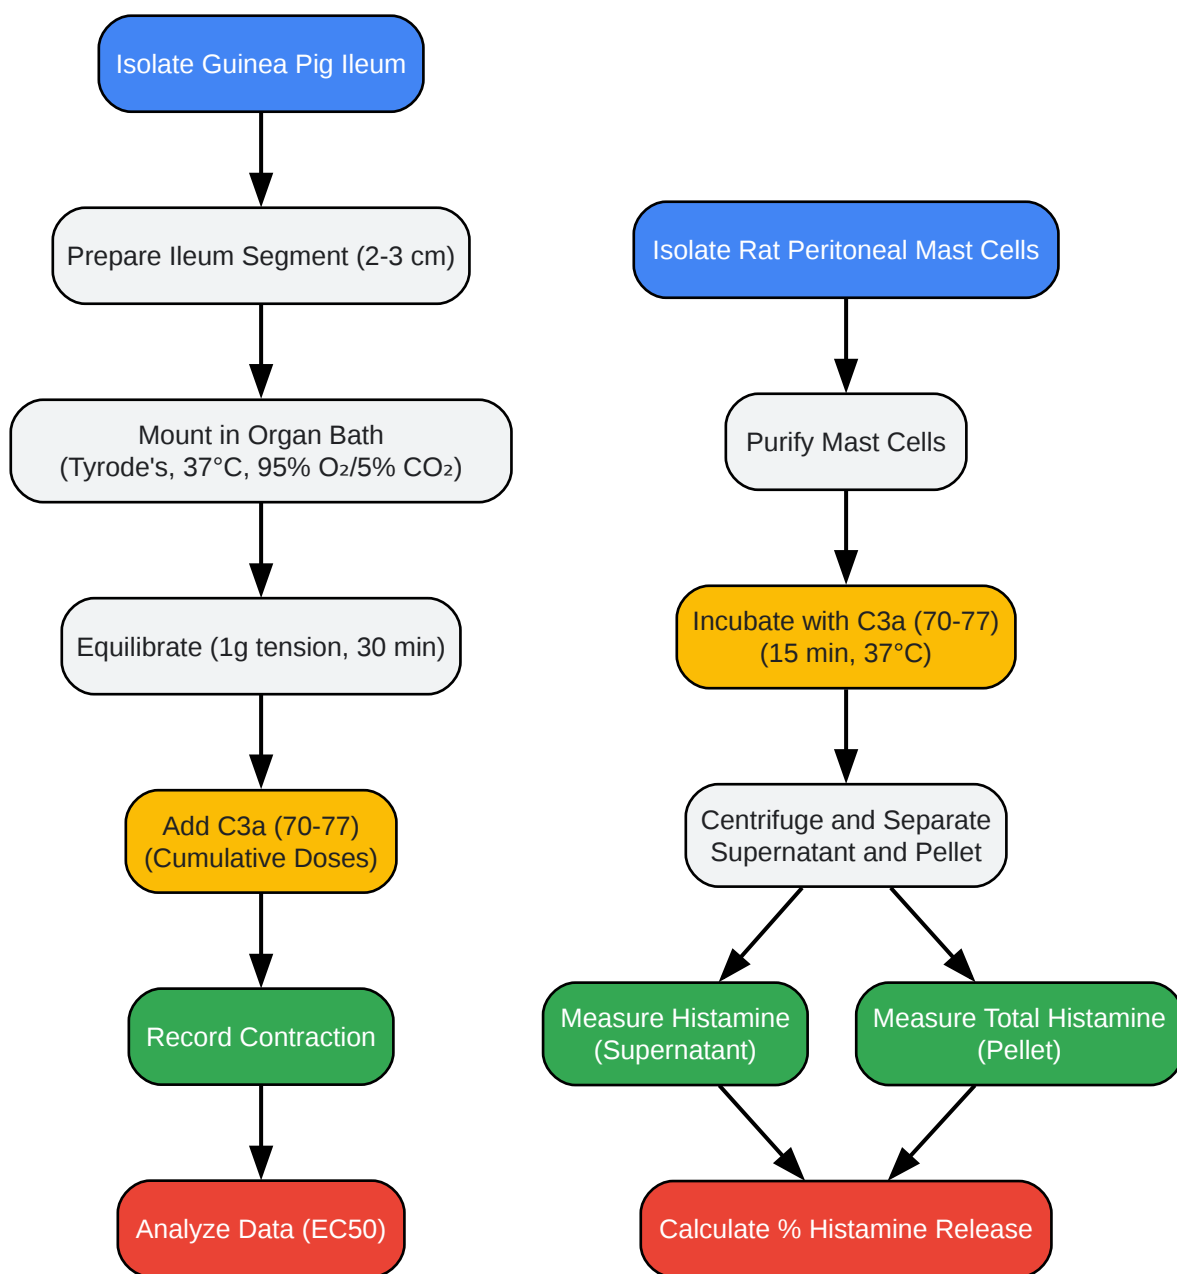 Isolate Guinea Pig Ileum
Prepare Ileum Segment (2-3 cm)
Mount in Organ Bath
(Tyrode's, 37°C, 95% O₂/5% CO₂)
Equilibrate (1g tension, 30 min)
Add C3a (70-77)
(Cumulative Doses)
Record Contraction
Analyze Data (EC50)
Isolate Rat Peritoneal Mast Cells
Purify Mast Cells
Incubate with C3a (70-77)
(15 min, 37°C)
Centrifuge and Separate
Supernatant and Pellet
Measure Histamine
(Supernatant)
Measure Total Histamine
(Pellet)
Calculate % Histamine Release